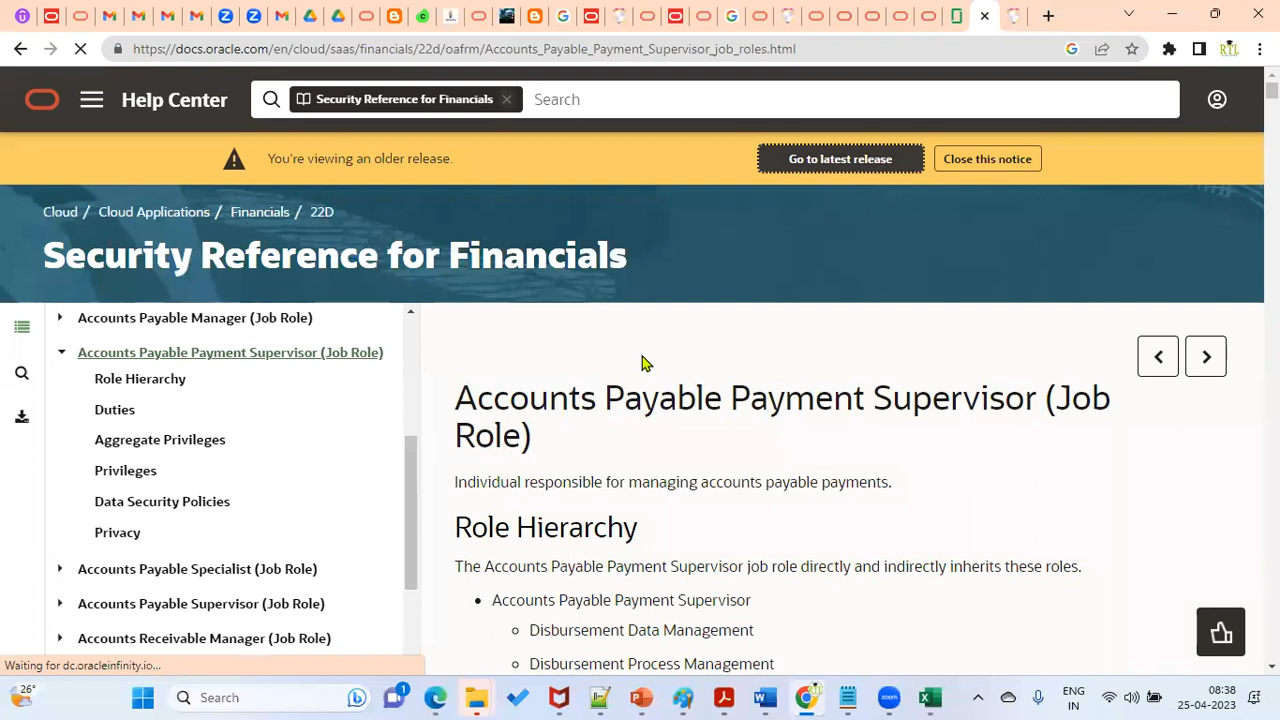 https://docs.oracle.com/en/cloud/saas/financials/22d/oafrm/Accounts_Payable_Payment_Supervisor_job_roles.html
Help Center
Security Reference for Financials
Search
You're viewing an older release.
Go to latest release
Close this notice
Cloud / Cloud Applications / Financials / 22D
Security Reference for Financials
Accounts Payable Manager (Job Role)
Accounts Payable Payment Supervisor (Job Role)
Role Hierarchy
Duties
Aggregate Privileges
Privileges
Data Security Policies
Privacy
Accounts Payable Specialist (Job Role)
Accounts Payable Supervisor (Job Role)
Accounts Receivable Manager (Job Role)
Accounts Payable Payment Supervisor (Job
Role)
Individual responsible for managing accounts payable payments.
Role Hierarchy
The Accounts Payable Payment Supervisor job role directly and indirectly inherits these roles.
Accounts Payable Payment Supervisor
Disbursement Data Management
Disbursement Process Management
Waiting for dc.oracleinfinity.io...
26°
Search
1
ENG
IN
08:38
25-04-2023
RTL